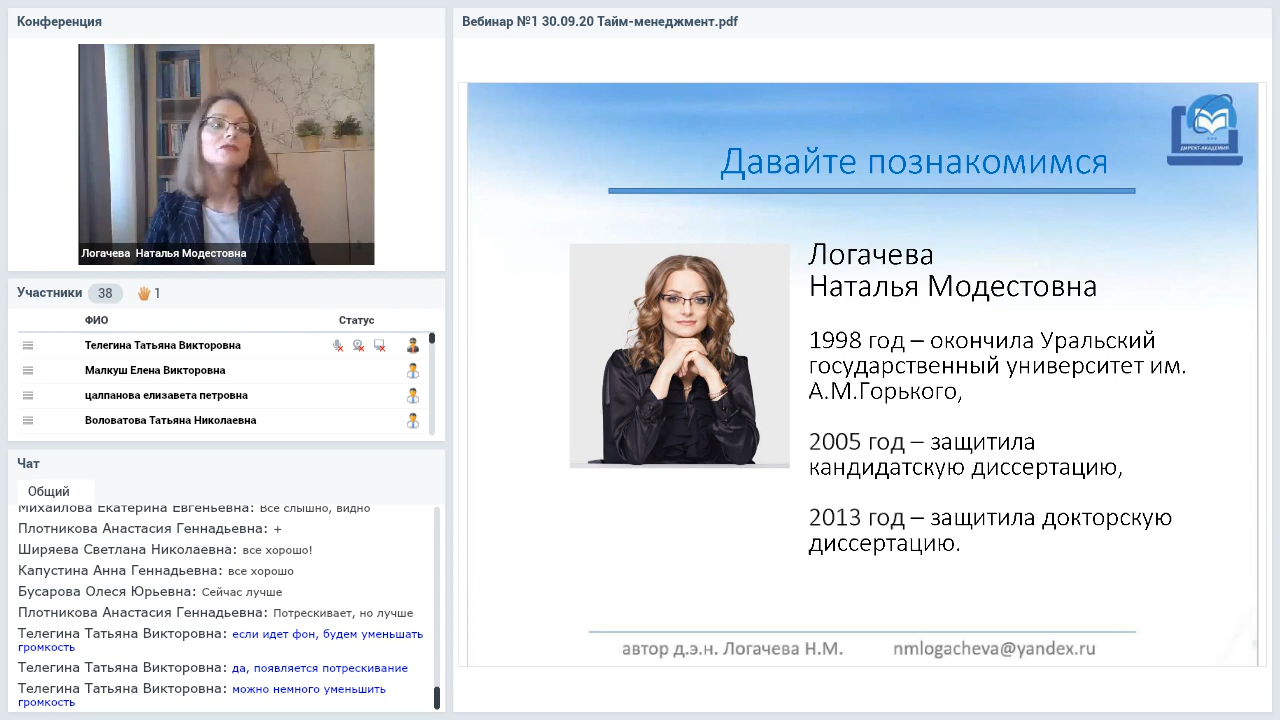 Конференция
Логачева Наталья Модестовна
Участники 38 1
ФИО Статус
Телегина Татьяна Викторовна
Малкуш Елена Викторовна
цалпанова елизавета петровна
Воловатова Татьяна Николаевна
Чат
Общий
Михайлова Екатерина Евгеньевна: Все слышно, видно
Плотникова Анастасия Геннадьевна: +
Ширяева Светлана Николаевна: все хорошо!
Капустина Анна Геннадьевна: все хорошо
Бусарова Олеся Юрьевна: Сейчас лучше
Плотникова Анастасия Геннадьевна: Потрескивает, но лучше
Телегина Татьяна Викторовна: если идет фон, будем уменьшать
громкость
Телегина Татьяна Викторовна: да, появляется потрескивание
Телегина Татьяна Викторовна: можно немного уменьшить
громкость
Вебинар №1 30.09.20 Тайм-менеджмент.pdf
ДИРЕКТ-АКАДЕМИЯ
Давайте познакомимся
Логачева
Наталья Модестовна
1998 год – окончила Уральский
государственный университет им.
А.М.Горького,
2005 год – защитила
кандидатскую диссертацию,
2013 год – защитила докторскую
диссертацию.
автор д.э.н. Логачева Н.М. nmlogacheva@yandex.ru